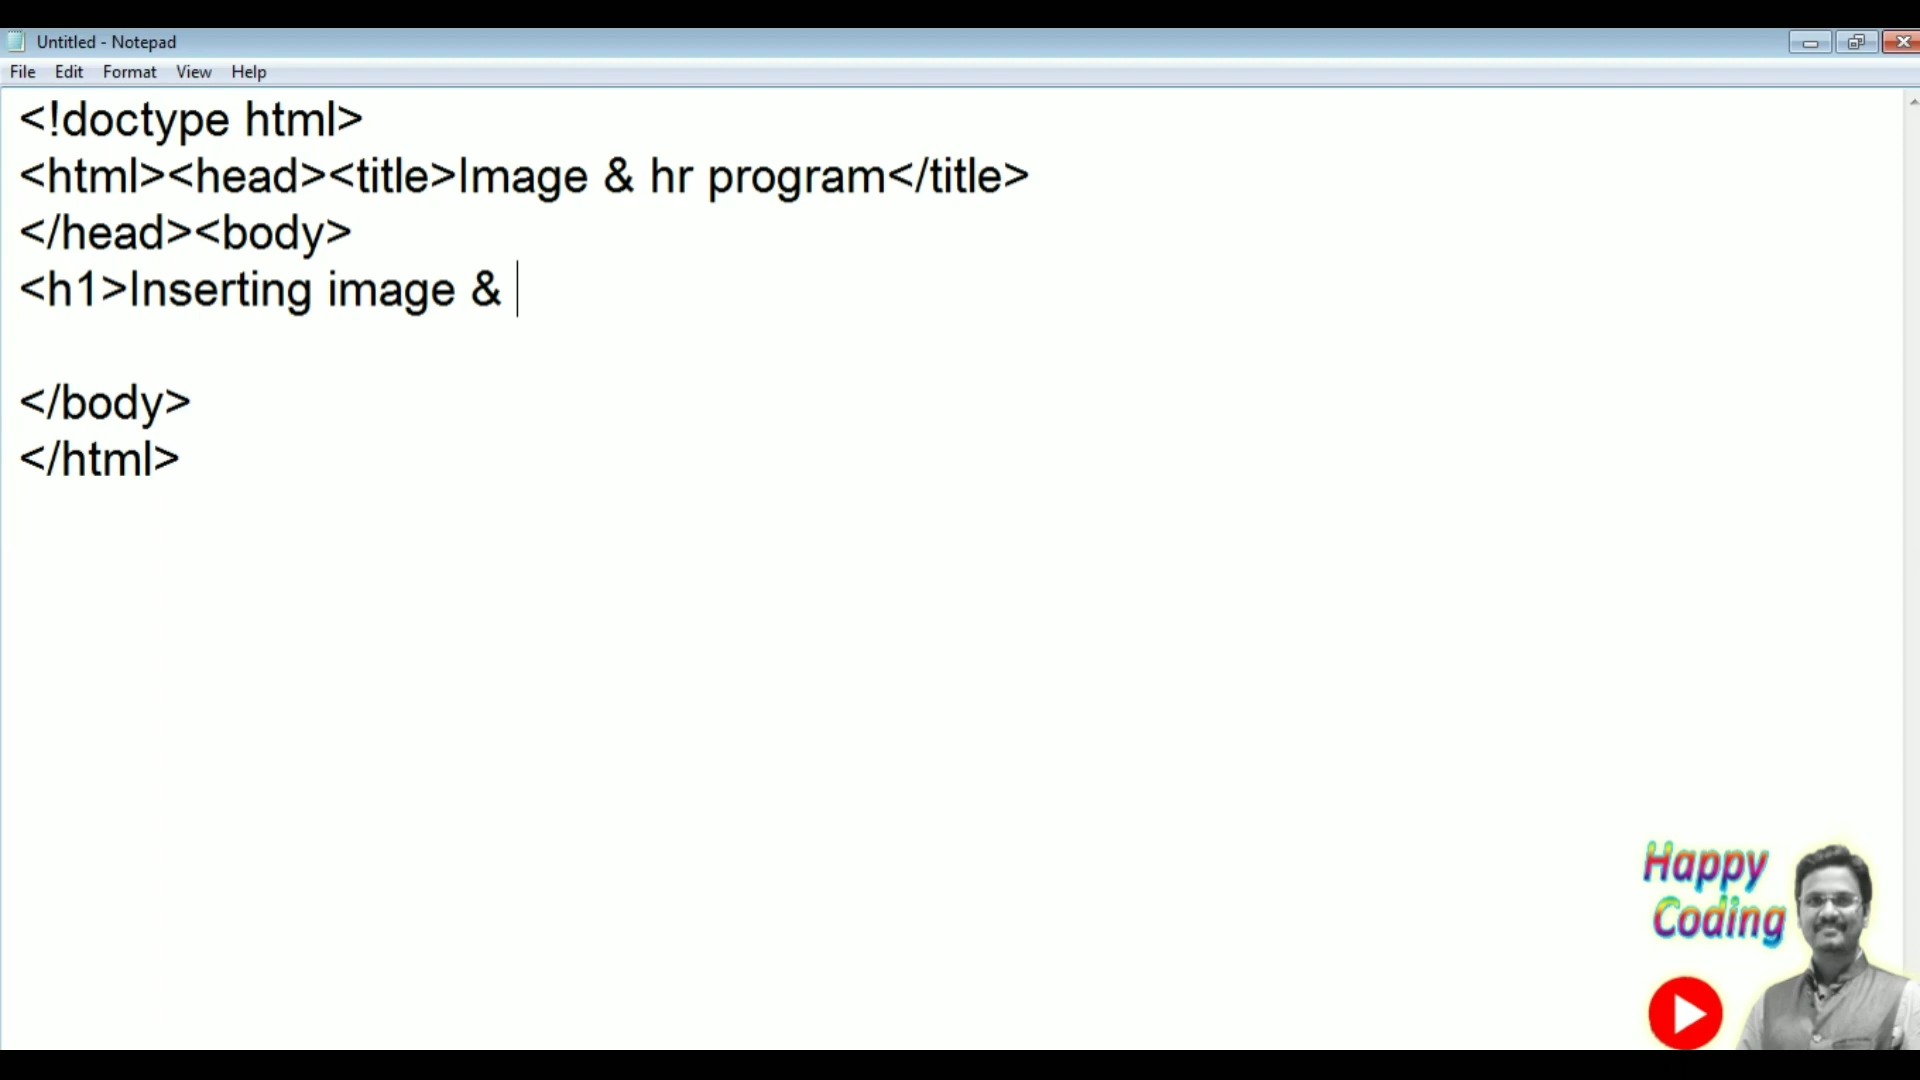 Untitled - Notepad
File Edit Format View Help
<!doctype html>
<html><head><title>Image & hr program</title>
</head><body>
<h1>Inserting image &
</body>
</html>
Happy
Coding